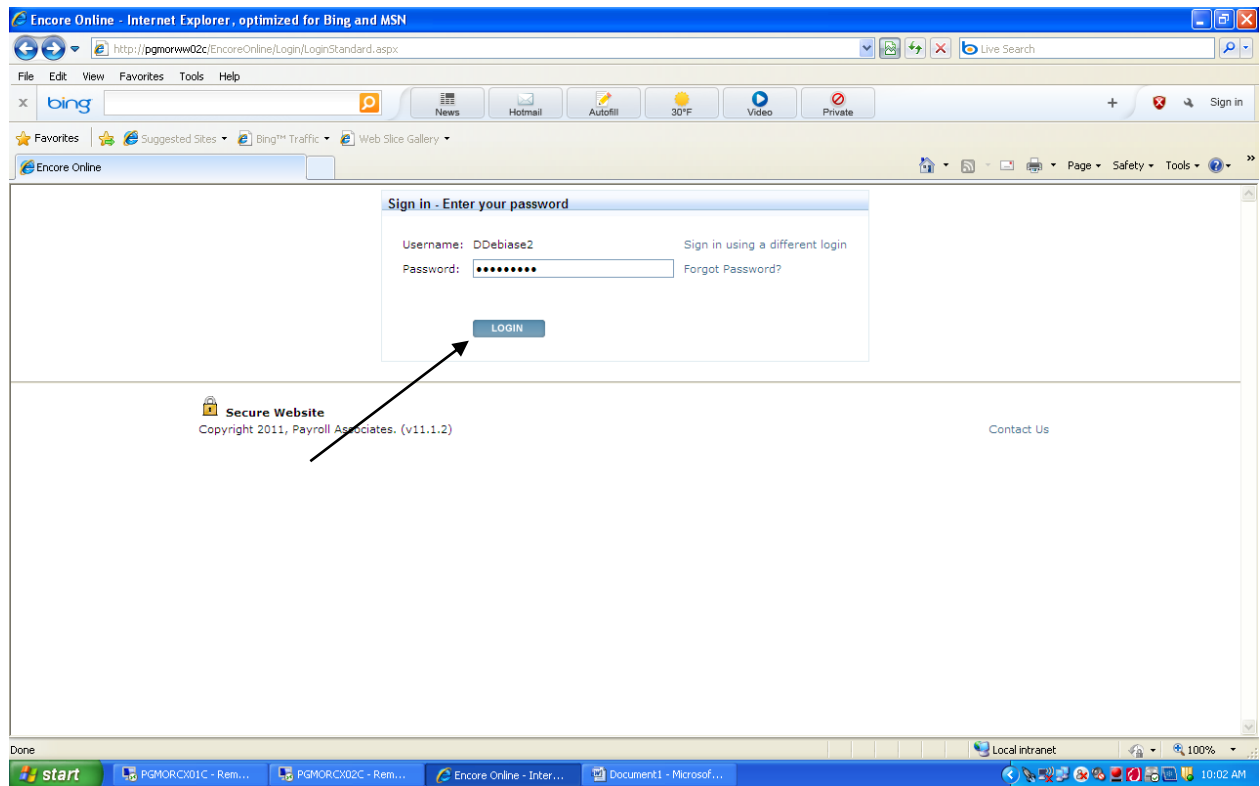 Encore Online - Internet Explorer, optimized for Bing and MSN
http://pgmorww02c/EncoreOnline/Login/LoginStandard.aspx
Live Search
File Edit View Favorites Tools Help
x bing News Hotmail Autofill 30°F Video Private + Sign in
Favorites Suggested Sites Bing™ Traffic Web Slice Gallery
Encore Online Page Safety Tools »
Sign in - Enter your password
Username: DDebiase2 Sign in using a different login
Password: ••••••••• Forgot Password?
LOGIN
Secure Website
Copyright 2011, Payroll Associates. (v11.1.2) Contact Us
Done Local intranet 100%
start PGMORCX01C - Rem... PGMORCX02C - Rem... Encore Online - Inter... Document1 - Microsof... 10:02 AM